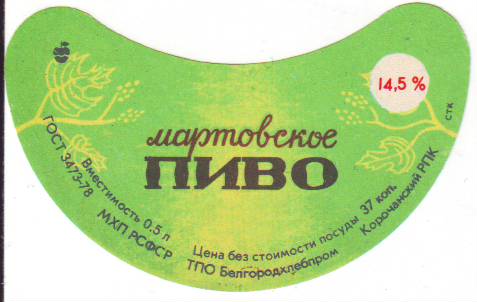 14,5 %
стк
мартовское
ПИВО
ГОСТ 3473-78
Вместимость 0.5 л
МХП РСФСР
Цена без стоимости посуды 37 коп.
ТПО Белгородхлебпром
Корочанский РПК